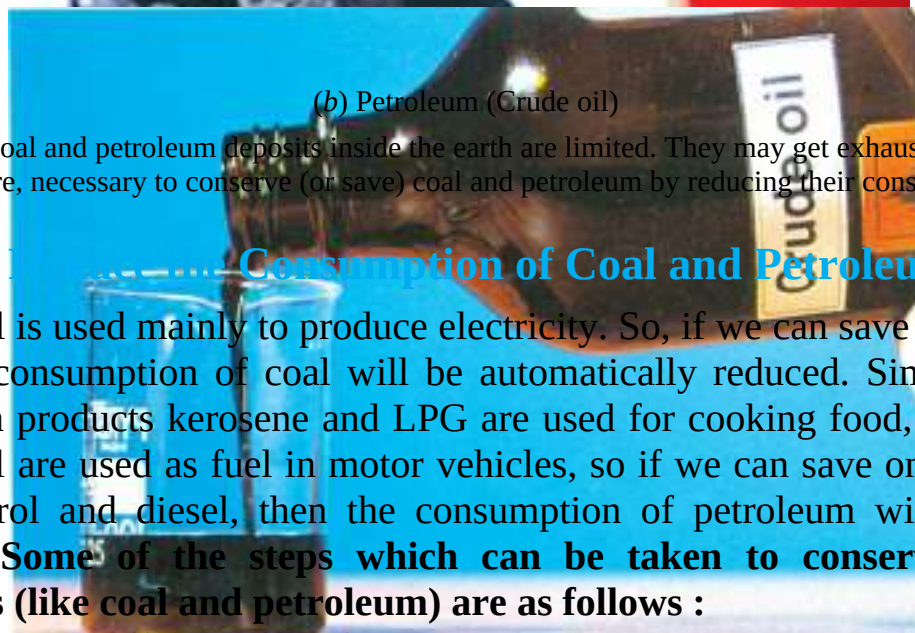 (b) Petroleum (Crude oil)
Crude oil
oal and petroleum deposits inside the earth are limited. They may get exhaus
re, necessary to conserve (or save) coal and petroleum by reducing their cons
the Consumption of Coal and Petroleu
l is used mainly to produce electricity. So, if we can save
consumption of coal will be automatically reduced. Sim
products kerosene and LPG are used for cooking food,
l are used as fuel in motor vehicles, so if we can save on
rol and diesel, then the consumption of petroleum wi
Some of the steps which can be taken to conserv
s (like coal and petroleum) are as follows :